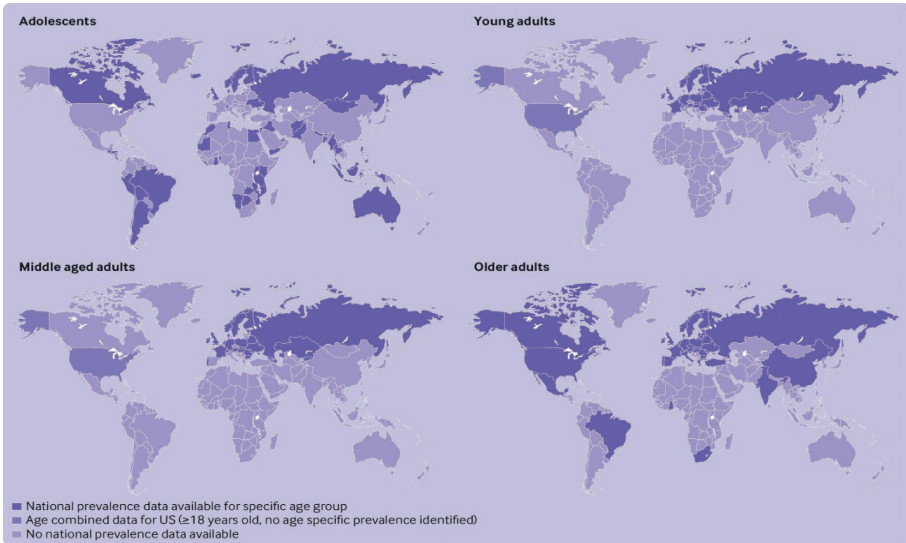 Adolescents
Young adults
Middle aged adults
Older adults
National prevalence data available for specific age group
Age combined data for US (≥18 years old, no age specific prevalence identified)
No national prevalence data available